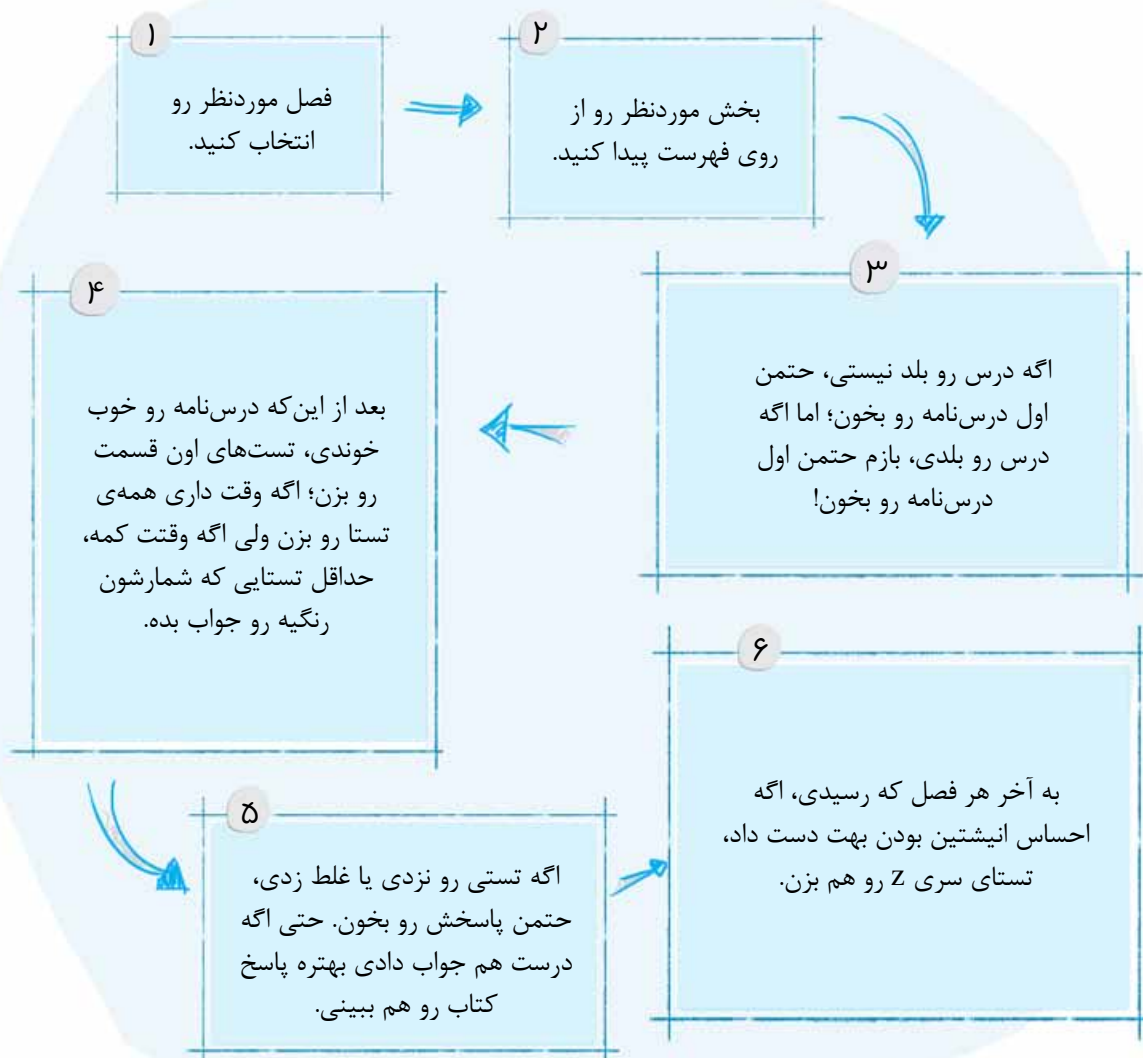 ۱
فصل موردنظر رو
انتخاب کنید.
۲
بخش موردنظر رو از
روی فهرست پیدا کنید.
۳
اگه درس رو بلد نیستی، حتمن
اول درس‌نامه رو بخون؛ اما اگه
درس رو بلدی، بازم حتمن اول
درس‌نامه رو بخون!
۴
بعد از این‌که درس‌نامه رو خوب
خوندی، تست‌های اون قسمت
رو بزن؛ اگه وقت داری همه‌ی
تستا رو بزن ولی اگه وقتت کمه،
حداقل تستایی که شمارشون
رنگیه رو جواب بده.
۵
اگه تستی رو نزدی یا غلط زدی،
حتمن پاسخش رو بخون. حتی اگه
درست هم جواب دادی بهتره پاسخ
کتاب رو هم ببینی.
۶
به آخر هر فصل که رسیدی، اگه
احساس انیشتین بودن بهت دست داد،
تستای سری Z رو هم بزن.